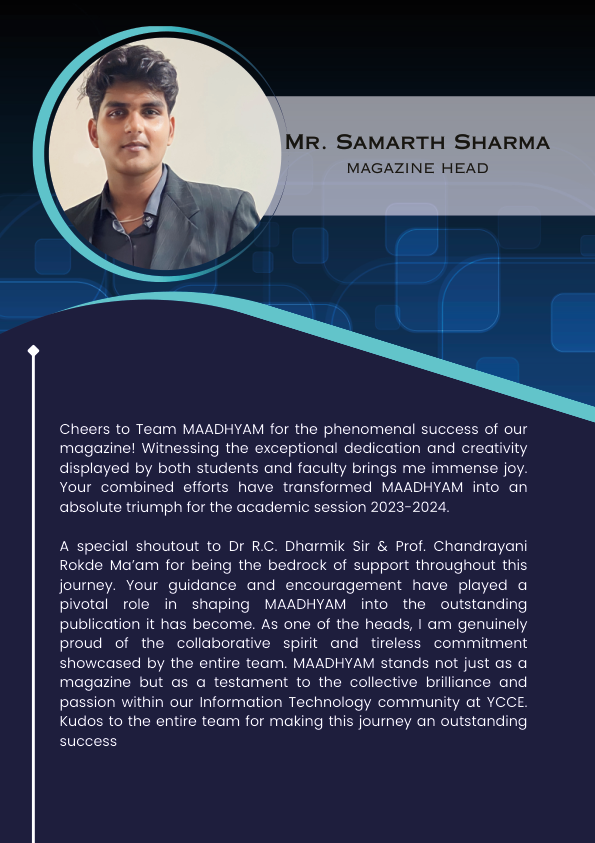 Mr. Samarth Sharma
MAGAZINE HEAD
Cheers to Team MAADHYAM for the phenomenal success of our
magazine! Witnessing the exceptional dedication and creativity
displayed by both students and faculty brings me immense joy.
Your combined efforts have transformed MAADHYAM into an
absolute triumph for the academic session 2023-2024.
A special shoutout to Dr R.C. Dharmik Sir & Prof. Chandrayani
Rokde Ma’am for being the bedrock of support throughout this
journey. Your guidance and encouragement have played a
pivotal role in shaping MAADHYAM into the outstanding
publication it has become. As one of the heads, I am genuinely
proud of the collaborative spirit and tireless commitment
showcased by the entire team. MAADHYAM stands not just as a
magazine but as a testament to the collective brilliance and
passion within our Information Technology community at YCCE.
Kudos to the entire team for making this journey an outstanding
success